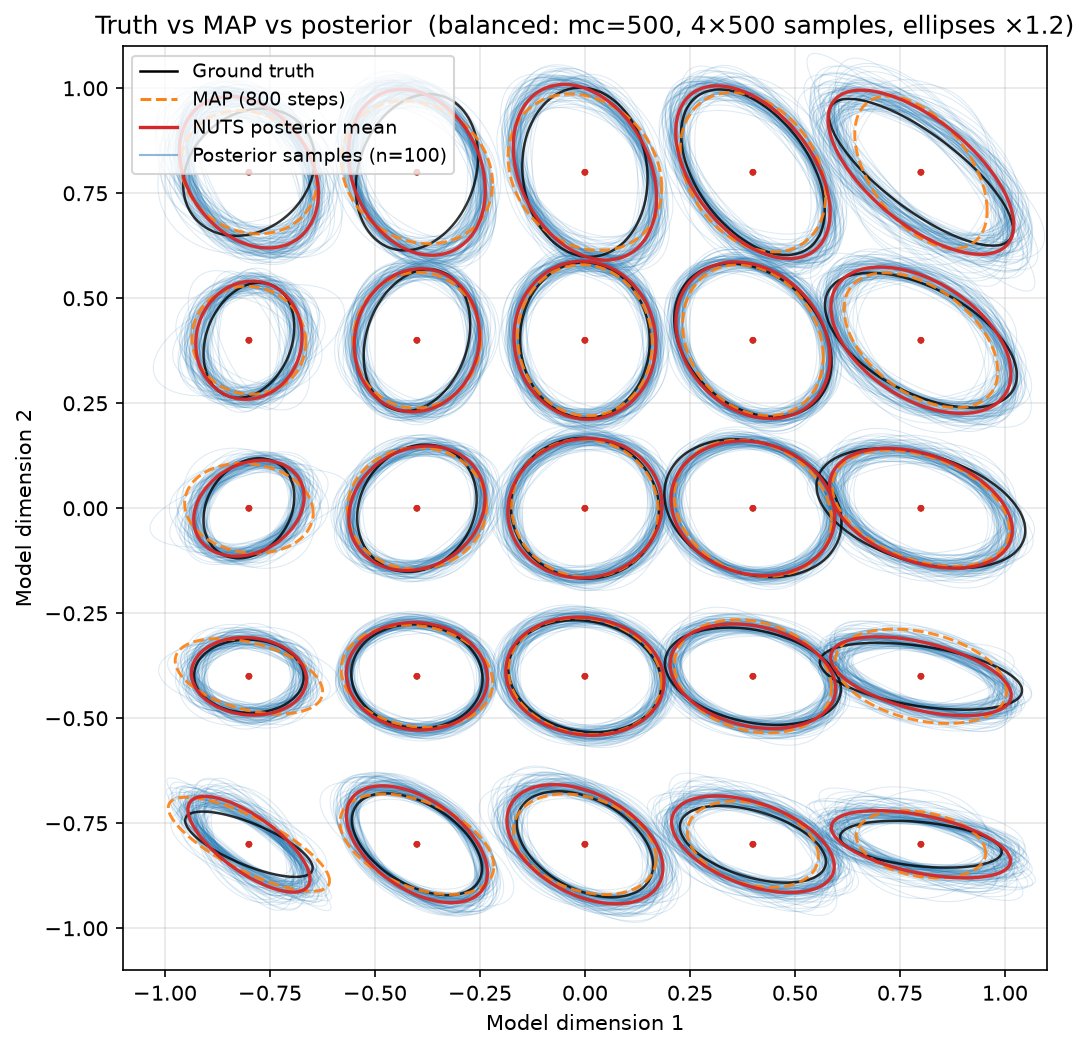 Truth vs MAP vs posterior  (balanced: mc=500, 4×500 samples, ellipses ×1.2)
Ground truth
MAP (800 steps)
NUTS posterior mean
Posterior samples (n=100)
1.00
0.75
0.50
0.25
0.00
−0.25
−0.50
−0.75
−1.00
Model dimension 2
−1.00 −0.75 −0.50 −0.25 0.00 0.25 0.50 0.75 1.00
Model dimension 1